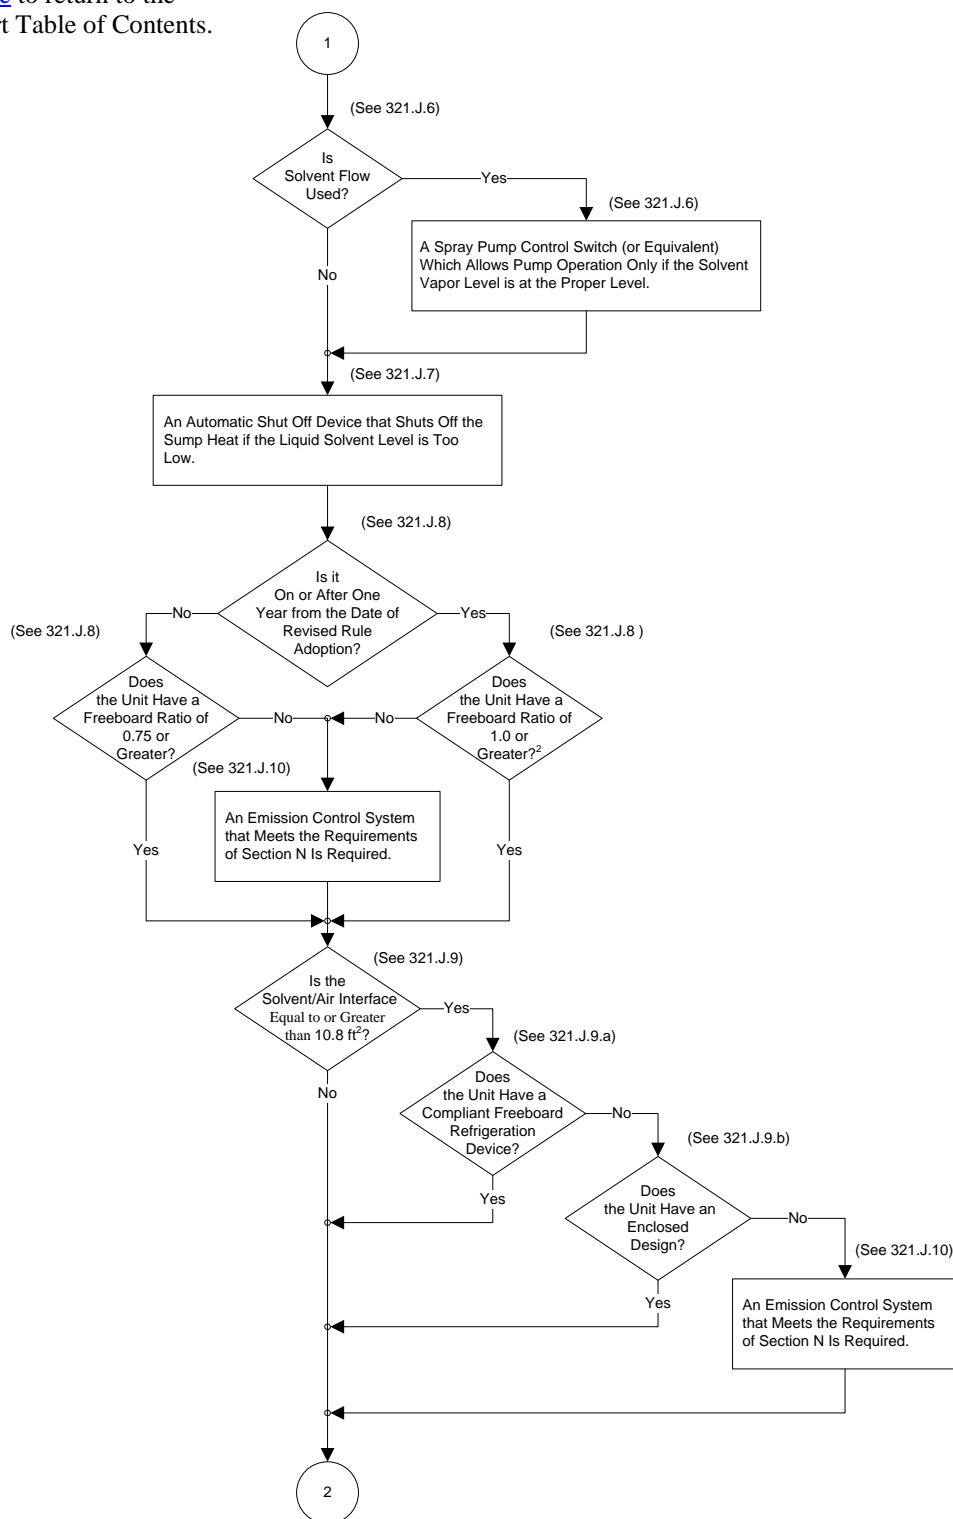 e to return to the
rt Table of Contents.
1
(See 321.J.6)
Is
Solvent Flow
Used?
Yes
(See 321.J.6)
A Spray Pump Control Switch (or Equivalent)
Which Allows Pump Operation Only if the Solvent
Vapor Level is at the Proper Level.
No
(See 321.J.7)
An Automatic Shut Off Device that Shuts Off the
Sump Heat if the Liquid Solvent Level is Too
Low.
(See 321.J.8)
Is it
On or After One
Year from the Date of
Revised Rule
Adoption?
No
Yes
(See 321.J.8)
(See 321.J.8 )
Does
the Unit Have a
Freeboard Ratio of
0.75 or
Greater?
No
No
Does
the Unit Have a
Freeboard Ratio of
1.0 or
Greater?2
(See 321.J.10)
An Emission Control System
that Meets the Requirements
of Section N Is Required.
Yes
Yes
(See 321.J.9)
Is the
Solvent/Air Interface
Equal to or Greater
than 10.8 ft2?
Yes
(See 321.J.9.a)
No
Does
the Unit Have a
Compliant Freeboard
Refrigeration
Device?
No
(See 321.J.9.b)
Yes
Does
the Unit Have an
Enclosed
Design?
No
(See 321.J.10)
Yes
An Emission Control System
that Meets the Requirements
of Section N Is Required.
2